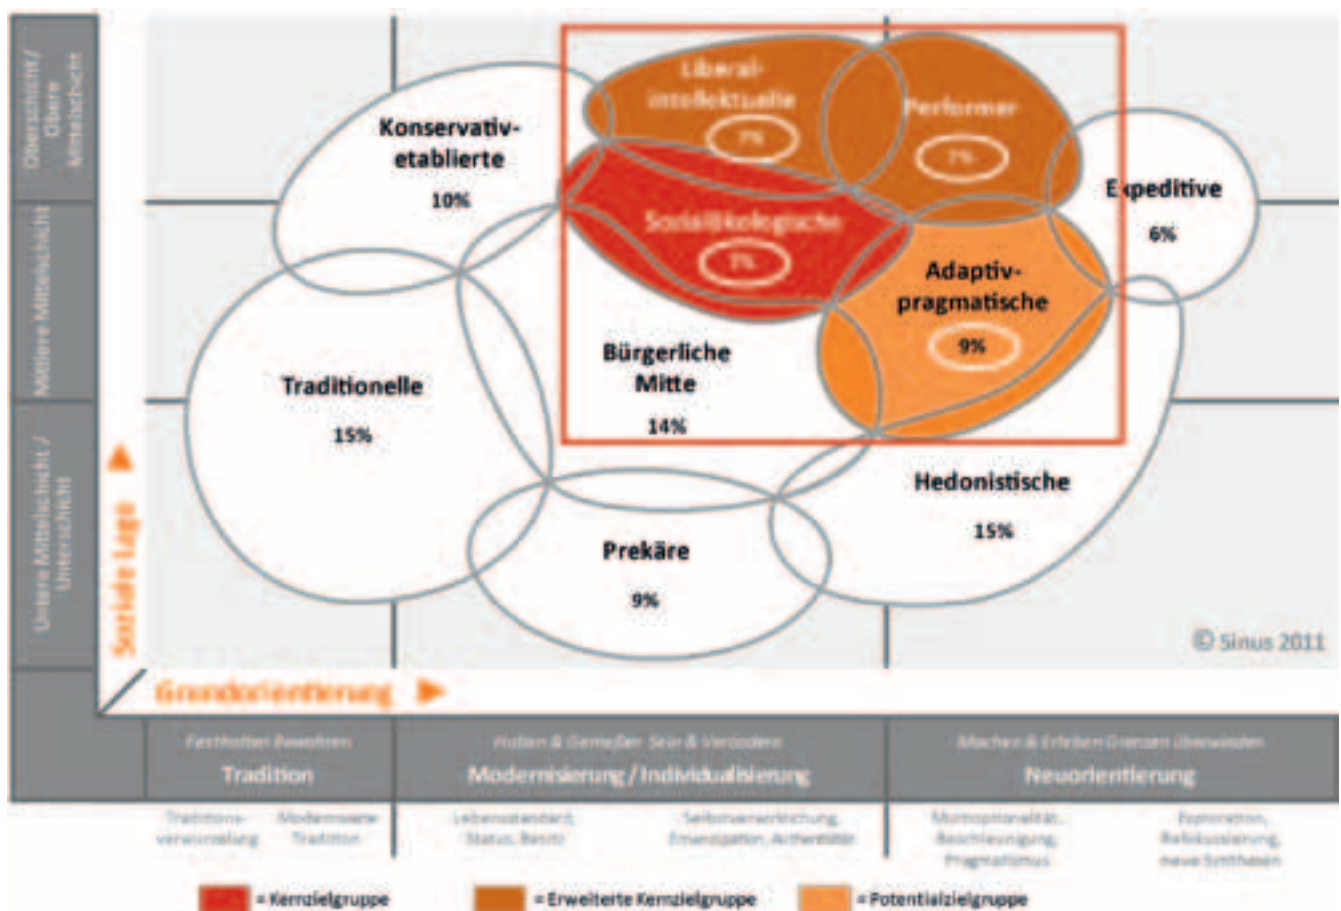 Oberschicht /
Obere
Mittelschicht
Mittlere Mittelschicht
Untere Mittelschicht /
Unterschicht
Soziale Lage
Konservativ-
etablierte
10%
Liberal-
intellektuelle
7%
Performer
7%
Expeditive
6%
Sozialökologische
7%
Adaptiv-
pragmatische
9%
Bürgerliche
Mitte
14%
Traditionelle
15%
Hedonistische
15%
Prekäre
9%
© Sinus 2011
Grundorientierung
Festhalten Bewahren
Tradition
Haben & Genießen Sein & Verändern
Modernisierung / Individualisierung
Machen & Erleben Grenzen überwinden
Neuorientierung
Traditions-
verwurzelung
Modernisierte
Tradition
Lebensstandard,
Status, Besitz
Selbstverwirklichung,
Emanzipation, Authentizität
Multioptionalität,
Beschleunigung,
Pragmatismus
Exploration,
Refokussierung,
neue Synthesen
= Kernzielgruppe
= Erweiterte Kernzielgruppe
= Potentialzielgruppe